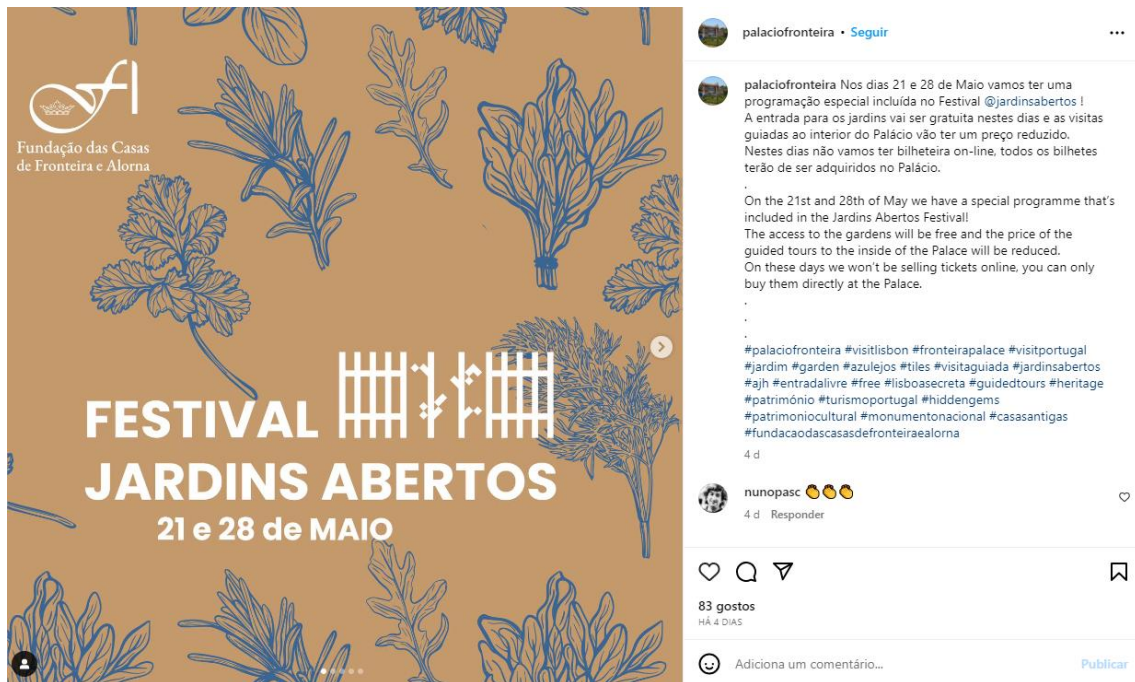 Fundação das Casas
de Fronteira e Alorna
FESTIVAL
JARDINS ABERTOS
21 e 28 de MAIO
palaciofronteira • Seguir
palaciofronteira Nos dias 21 e 28 de Maio vamos ter uma
programação especial incluída no Festival @jardinsabertos !
A entrada para os jardins vai ser gratuita nestes dias e as visitas
guiadas ao interior do Palácio vão ter um preço reduzido.
Nestes dias não vamos ter bilheteira on-line, todos os bilhetes
terão de ser adquiridos no Palácio.
.
On the 21st and 28th of May we have a special programme that's
included in the Jardins Abertos Festival!
The access to the gardens will be free and the price of the
guided tours to the inside of the Palace will be reduced.
On these days we won't be selling tickets online, you can only
buy them directly at the Palace.
.
.
.
#palaciofronteira #visitlisbon #fronteirapalace #visitportugal
#jardim #garden #azulejos #tiles #visitaguiada #jardinsabertos
#ajh #entradalivre #free #lisboasecreta #guidedtours #heritage
#património #turismoportugal #hiddengems
#patrimoniocultural #monumentonacional #casasantigas
#fundacaodascasasdefronteiraealorna
4 d
nunopasc 👏👏👏
4 d Responder
83 gostos
HÁ 4 DIAS
Adiciona um comentário...
Publicar